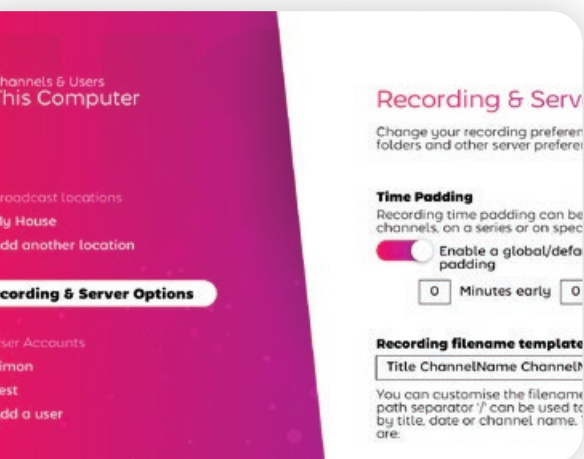 hannels & Users
This Computer
roadcast locations
My House
dd another location
cording & Server Options
ser Accounts
imon
est
dd a user
Recording & Serv
Change your recording preferen
folders and other server preferen
Time Padding
Recording time padding can be
channels, on a series or on spec
Enable a global/defa
padding
0 Minutes early 0
Recording filename template
Title ChannelName ChannelN
You can customise the filename
path separator '/' can be used to
by title, date or channel name.
are: